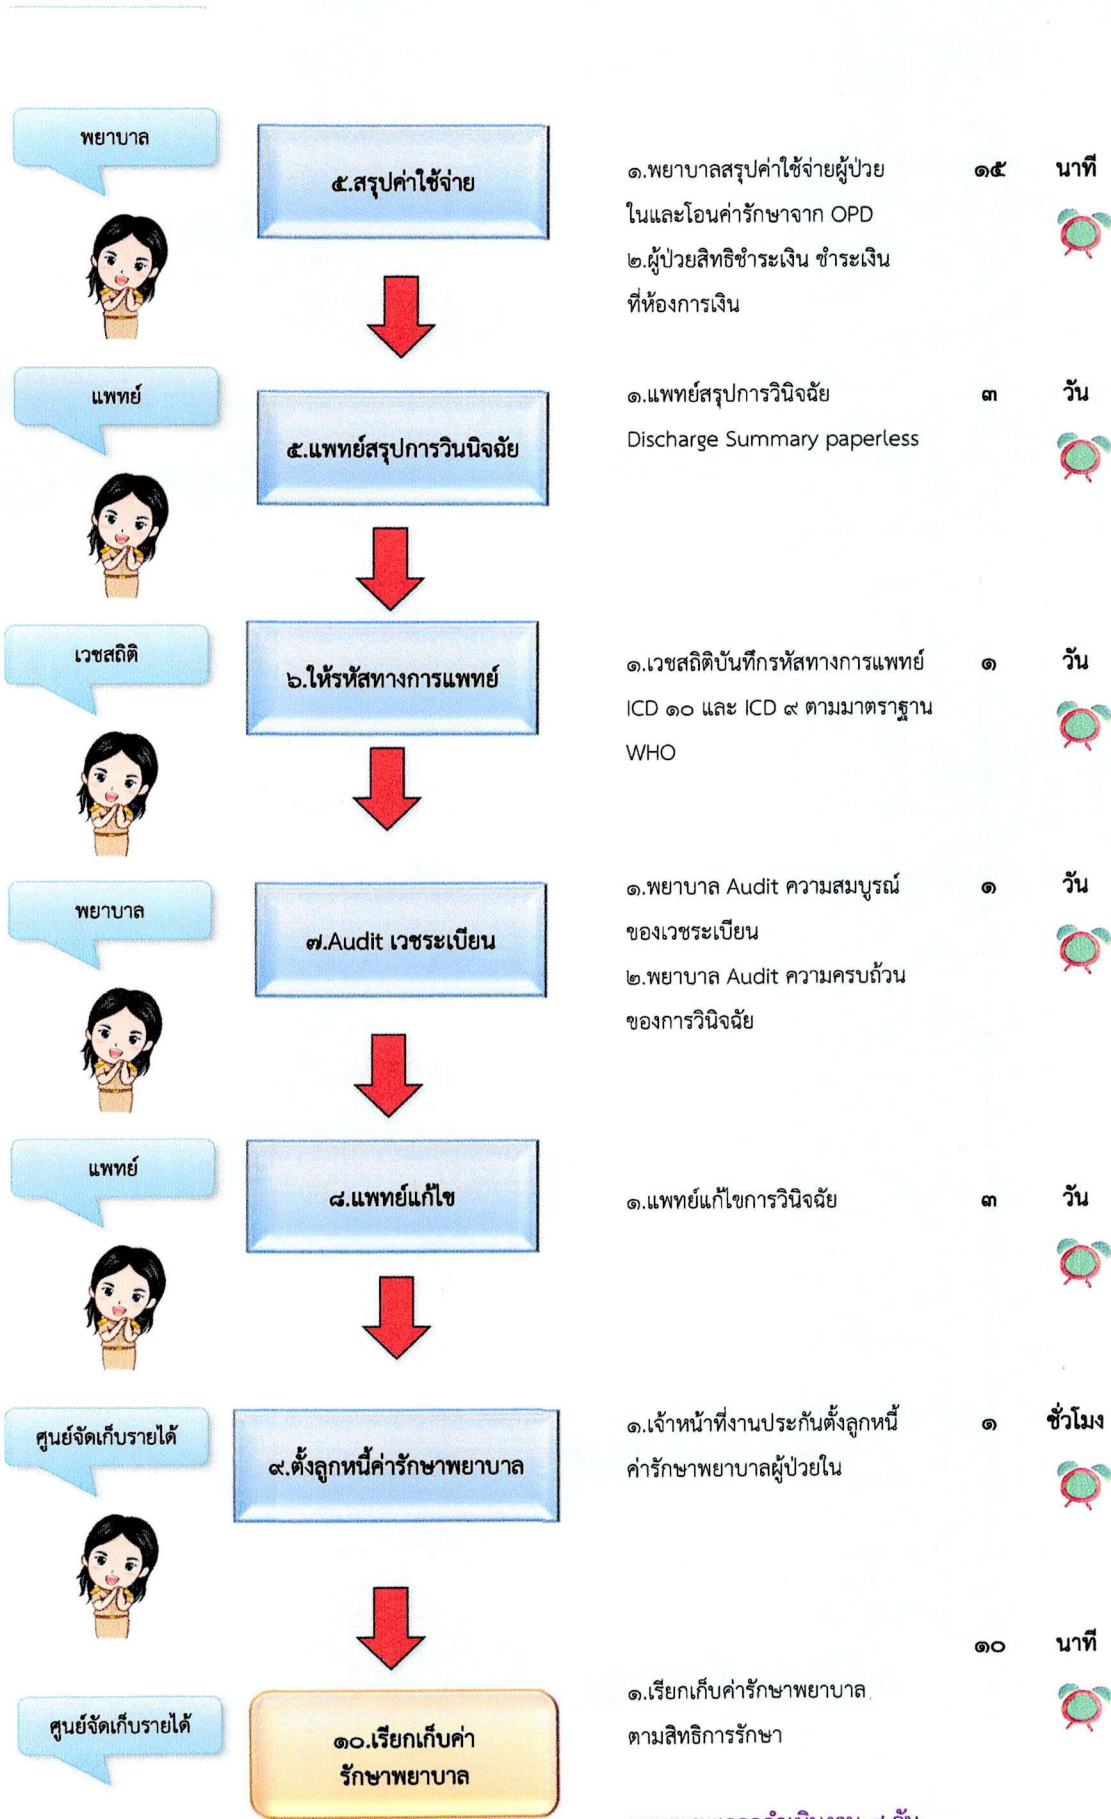 พยาบาล
๕.สรุปค่าใช้จ่าย
๑.พยาบาลสรุปค่าใช้จ่ายผู้ป่วย ๑๕ นาที
ในและโอนค่ารักษาจาก OPD
๒.ผู้ป่วยสิทธิชำระเงิน ชำระเงิน
ที่ห้องการเงิน
แพทย์
๕.แพทย์สรุปการวินนิจฉัย
๑.แพทย์สรุปการวินิจฉัย ๓ วัน
Discharge Summary paperless
เวชสถิติ
๖.ให้รหัสทางการแพทย์
๑.เวชสถิติบันทึกรหัสทางการแพทย์ ๑ วัน
ICD ๑๐ และ ICD ๙ ตามมาตราฐาน
WHO
พยาบาล
๗.Audit เวชระเบียน
๑.พยาบาล Audit ความสมบูรณ์ ๑ วัน
ของเวชระเบียน
๒.พยาบาล Audit ความครบถ้วน
ของการวินิจฉัย
แพทย์
๘.แพทย์แก้ไข
๑.แพทย์แก้ไขการวินิจฉัย ๓ วัน
ศูนย์จัดเก็บรายได้
๙.ตั้งลูกหนี้ค่ารักษาพยาบาล
๑.เจ้าหน้าที่งานประกันตั้งลูกหนี้ ๑ ชั่วโมง
ค่ารักษาพยาบาลผู้ป่วยใน
ศูนย์จัดเก็บรายได้
๑๐.เรียกเก็บค่า
รักษาพยาบาล
๑๐ นาที
๑.เรียกเก็บค่ารักษาพยาบาล
ตามสิทธิการรักษา